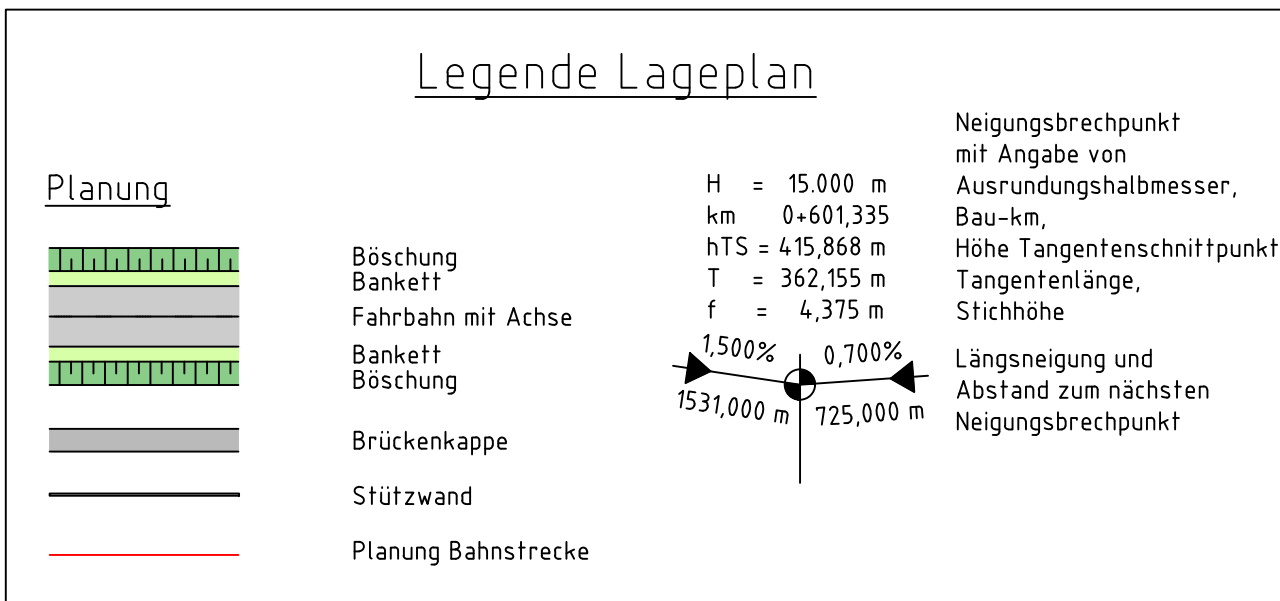 Legende Lageplan
Planung
Böschung
Bankett
Fahrbahn mit Achse
Bankett
Böschung
Brückenkappe
Stützwand
Planung Bahnstrecke
H = 15.000 m
km 0+601,335
hTS = 415,868 m
T = 362,155 m
f = 4,375 m
1,500% 0,700%
1531,000 m 725,000 m
Neigungsbrechpunkt
mit Angabe von
Ausrundungshalbmesser,
Bau-km,
Höhe Tangentenschnittpunkt
Tangentenlänge,
Stichhöhe
Längsneigung und
Abstand zum nächsten
Neigungsbrechpunkt